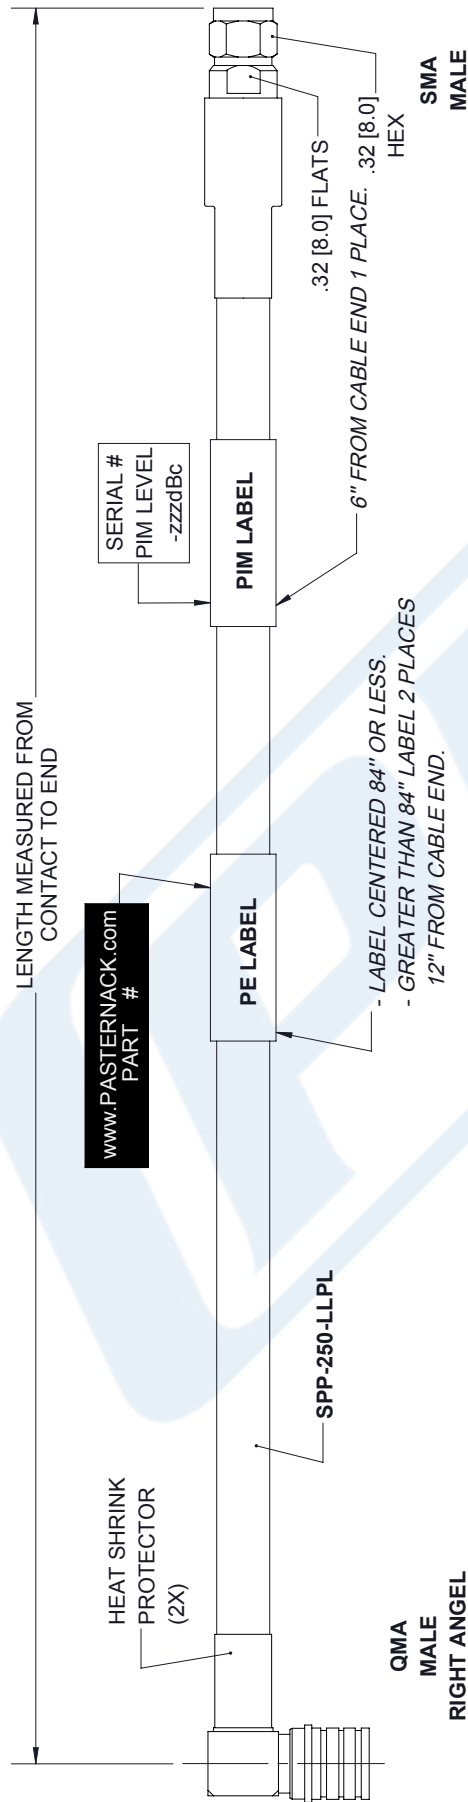 LENGTH MEASURED FROM
CONTACT TO END
HEAT SHRINK
PROTECTOR
(2X)
www.PASTERNACK.com
PART #
SERIAL #
PIM LEVEL
-zzzdBc
PE LABEL
PIM LABEL
SPP-250-LLPL
- LABEL CENTERED 84" OR LESS.
- GREATER THAN 84" LABEL 2 PLACES
12" FROM CABLE END.
6" FROM CABLE END 1 PLACE.
.32 [8.0] FLATS
.32 [8.0]
HEX
QMA
MALE
RIGHT ANGEL
SMA
MALE